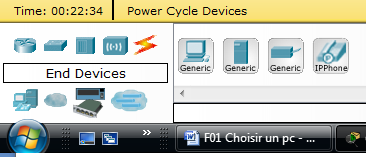 Time: 00:22:34 Power Cycle Devices
End Devices
Generic Generic Generic IPPhone
F01 Choisir un pc - ...